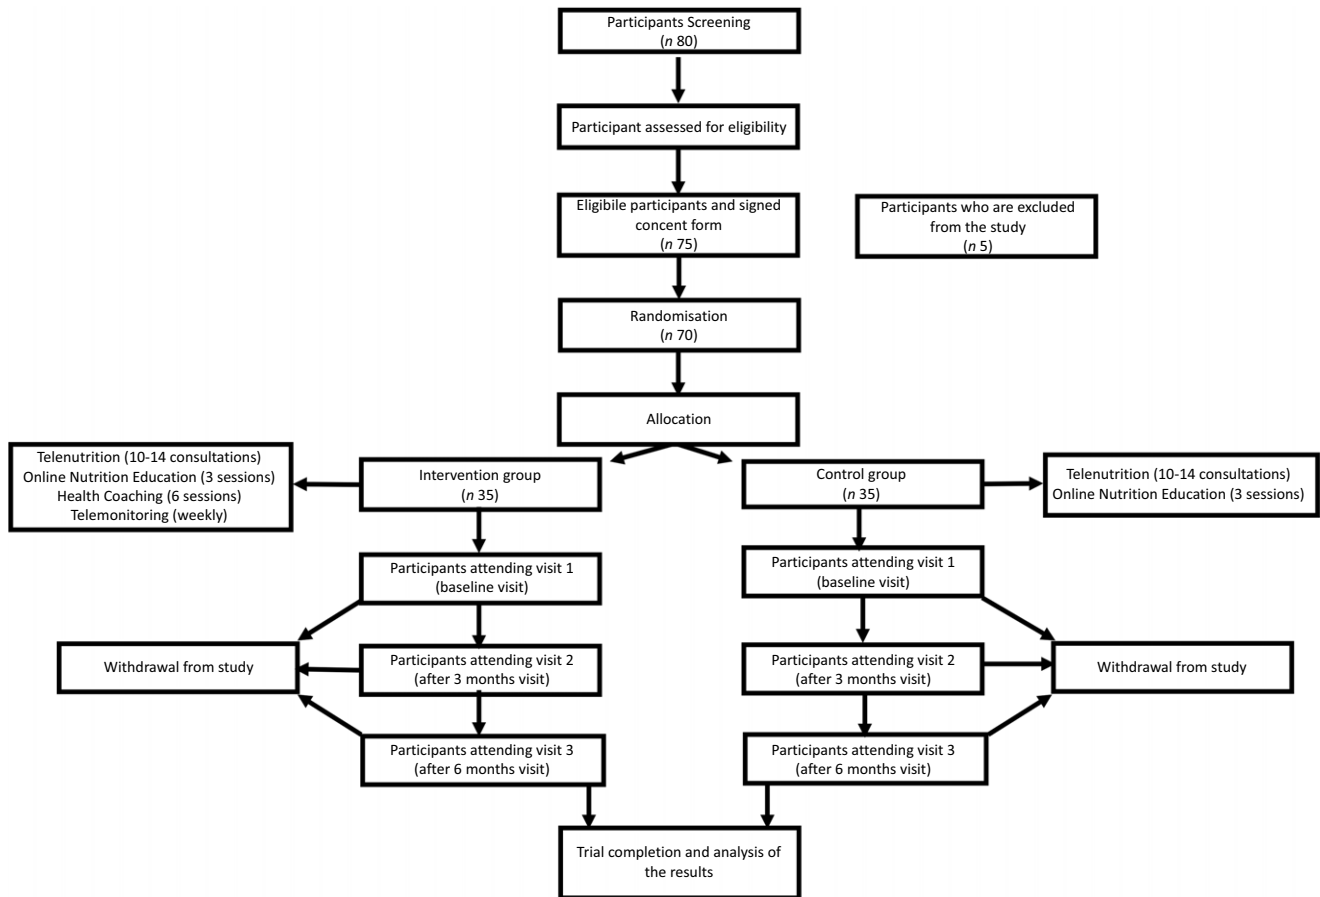 Participants Screening
(n 80)
Participant assessed for eligibility
Eligibile participants and signed
concent form
(n 75)
Participants who are excluded
from the study
(n 5)
Randomisation
(n 70)
Allocation
Telenutrition (10-14 consultations)
Online Nutrition Education (3 sessions)
Health Coaching (6 sessions)
Telemonitoring (weekly)
Intervention group
(n 35)
Control group
(n 35)
Telenutrition (10-14 consultations)
Online Nutrition Education (3 sessions)
Participants attending visit 1
(baseline visit)
Participants attending visit 1
(baseline visit)
Withdrawal from study
Participants attending visit 2
(after 3 months visit)
Participants attending visit 2
(after 3 months visit)
Withdrawal from study
Participants attending visit 3
(after 6 months visit)
Participants attending visit 3
(after 6 months visit)
Trial completion and analysis of
the results